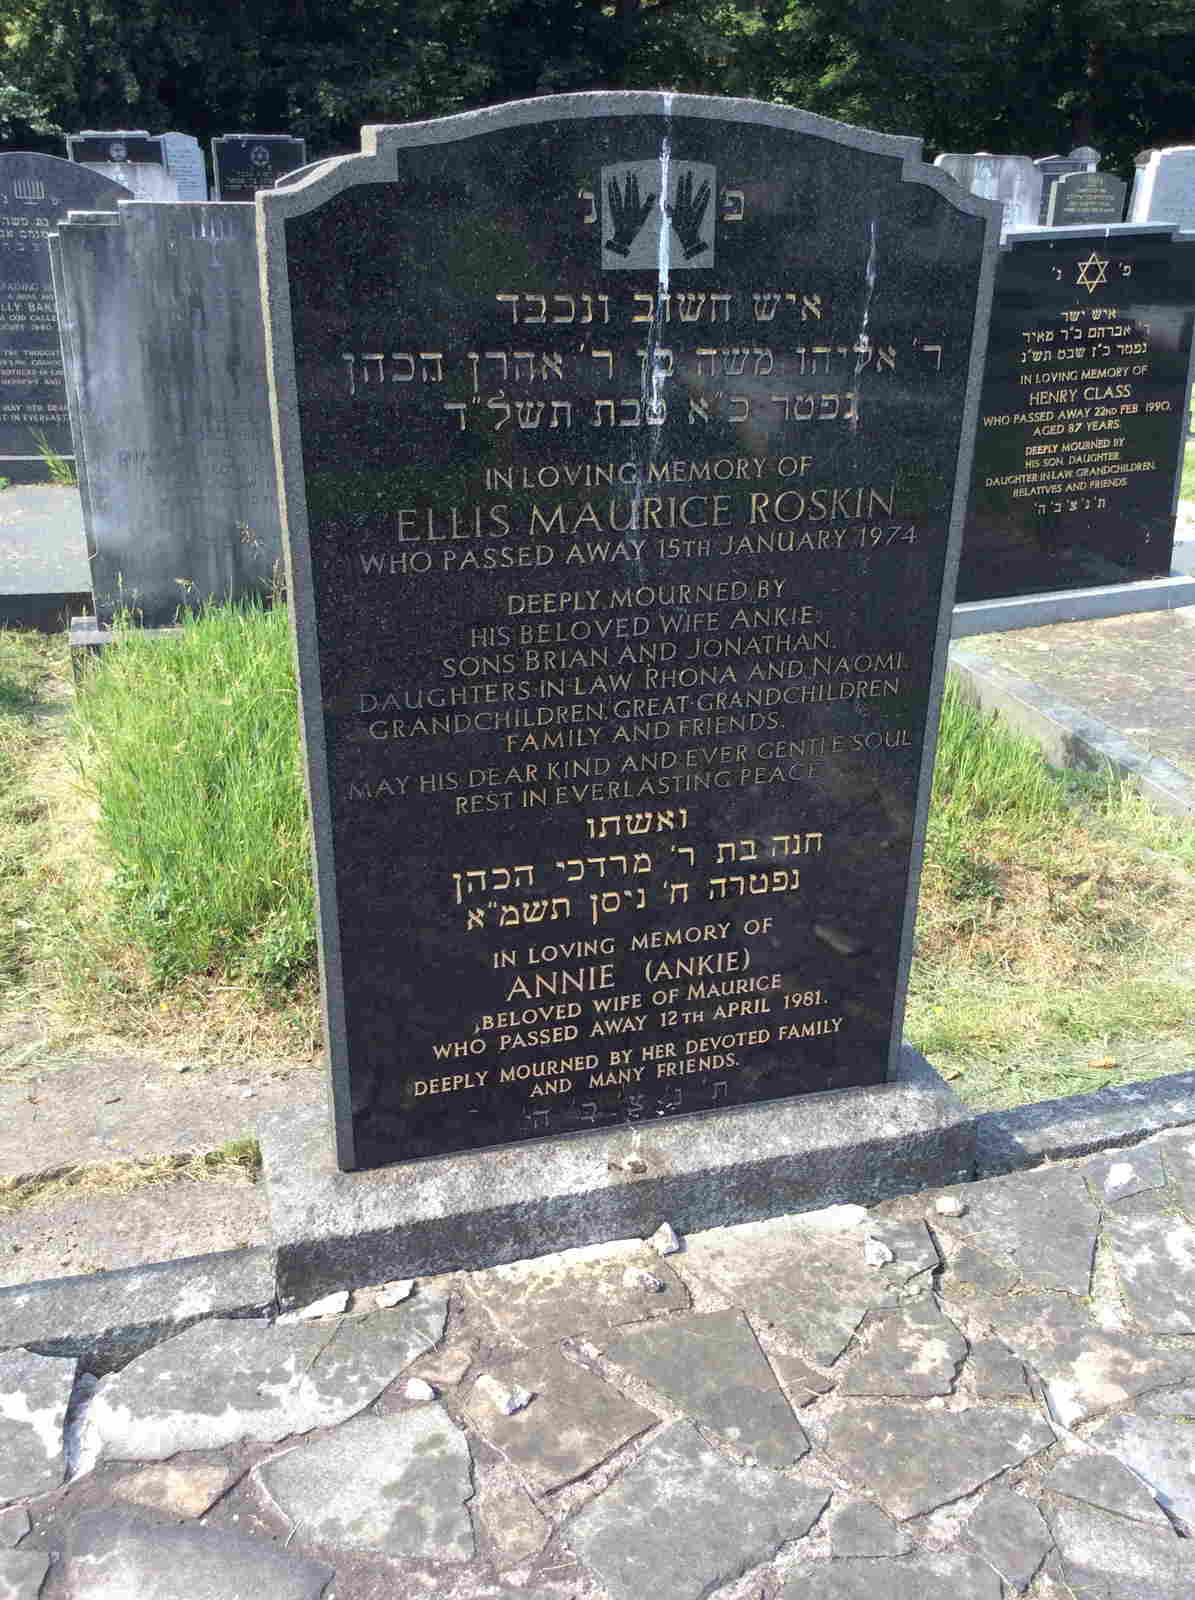 פ נ
איש חשוב ונכבד
ר' אליהו משה בן ר' אהרן הכהן
נפטר כ"א טבת תשל"ד
IN LOVING MEMORY OF
ELLIS MAURICE ROSKIN
WHO PASSED AWAY 15TH JANUARY 1974
DEEPLY MOURNED BY
HIS BELOVED WIFE ANKIE.
SONS BRIAN AND JONATHAN.
DAUGHTERS IN LAW RHONA AND NAOMI.
GRANDCHILDREN, GREAT GRANDCHILDREN
FAMILY AND FRIENDS.
MAY HIS DEAR KIND AND EVER GENTLE SOUL
REST IN EVERLASTING PEACE
ואשתו
חנה בת ר' מרדכי הכהן
נפטרה ח' ניסן תשמ"א
IN LOVING MEMORY OF
ANNIE (ANKIE)
BELOVED WIFE OF MAURICE
WHO PASSED AWAY 12TH APRIL 1981.
DEEPLY MOURNED BY HER DEVOTED FAMILY
AND MANY FRIENDS.
ת' נ' צ' ב' ה'
פ' נ'
איש ישר
ר' אברהם ב"ר מאיר
נפטר כ"ז שבט תש"נ
IN LOVING MEMORY OF
HENRY CLASS
WHO PASSED AWAY 22ND FEB 1990,
AGED 87 YEARS.
DEEPLY MOURNED BY
HIS SON, DAUGHTER,
DAUGHTER IN LAW, GRANDCHILDREN,
RELATIVES AND FRIENDS.
ת' נ' צ' ב' ה'